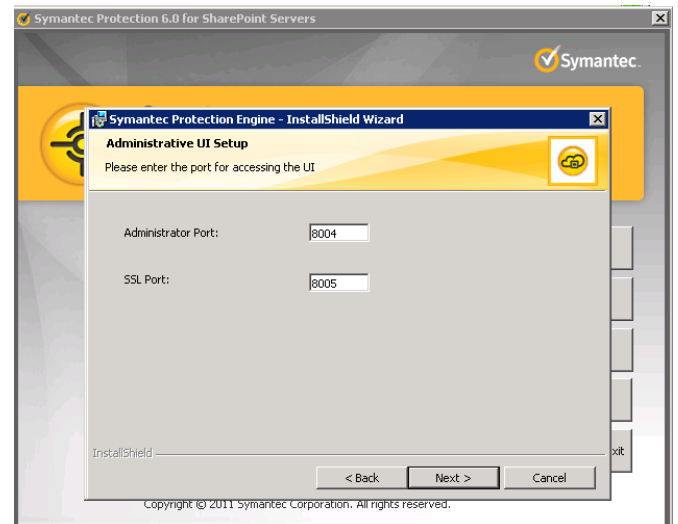 Symantec Protection 6.0 for SharePoint Servers
Symantec.
Symantec Protection Engine - InstallShield Wizard
Administrative UI Setup
Please enter the port for accessing the UI
Administrator Port: 8004
SSL Port: 8005
InstallShield
xit
< Back Next > Cancel
Copyright © 2011 Symantec Corporation. All rights reserved.